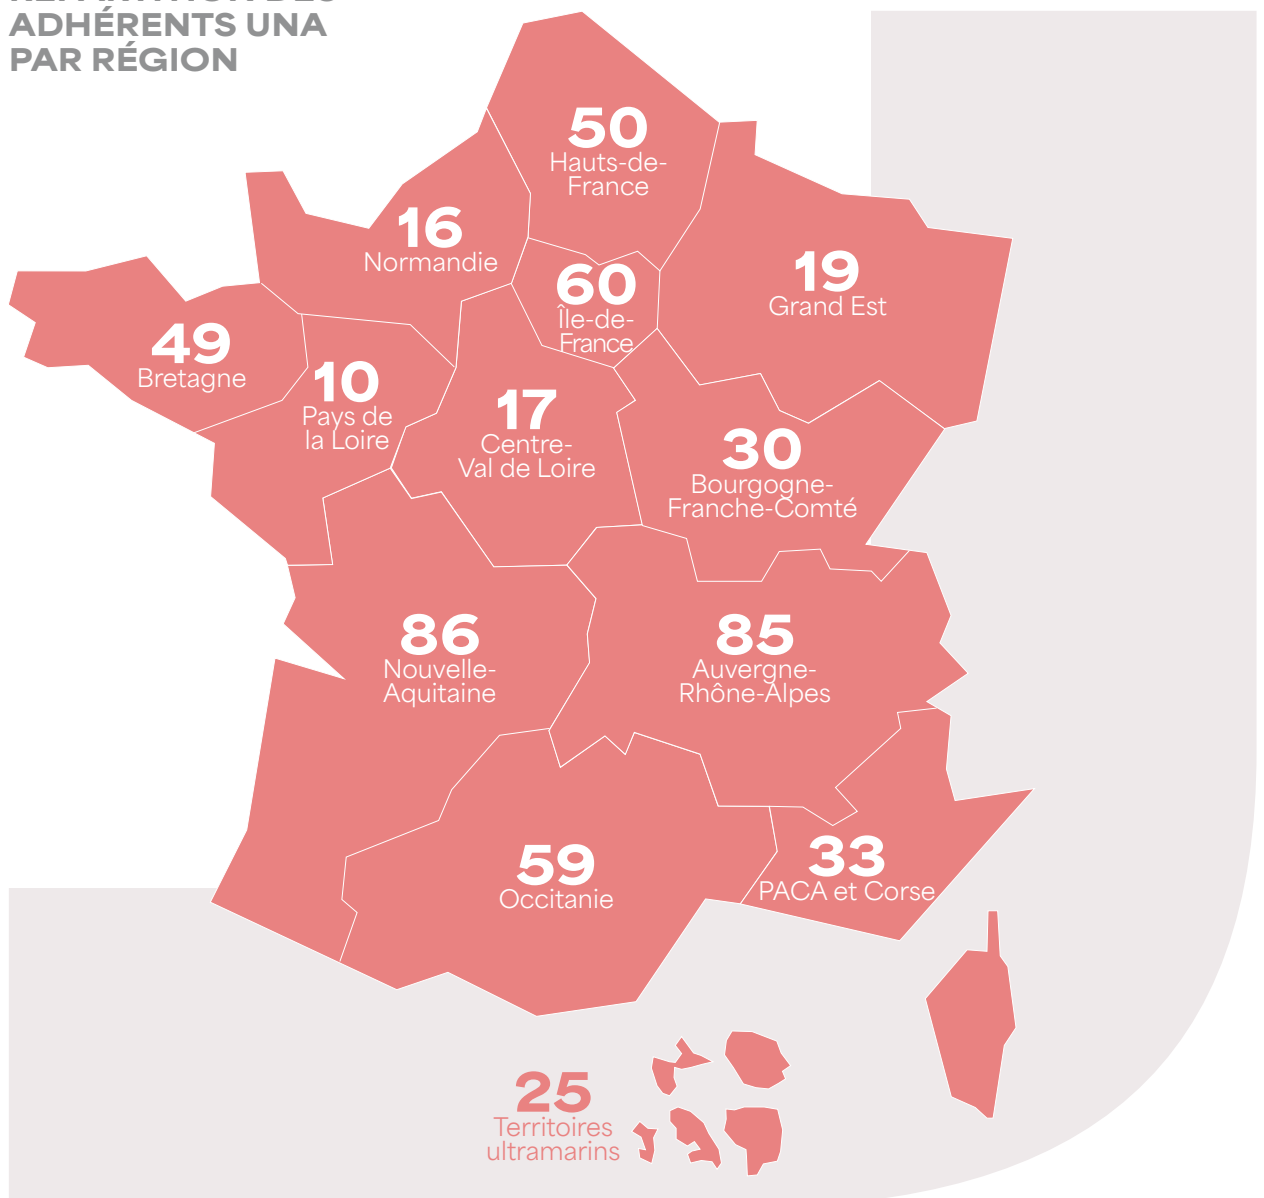 ADHÉRENTS UNA
PAR RÉGION
50
Hauts-de-
France
16
Normandie
60
Île-de-
France
19
Grand Est
49
Bretagne
10
Pays de
la Loire
17
Centre-
Val de Loire
30
Bourgogne-
Franche-Comté
86
Nouvelle-
Aquitaine
85
Auvergne-
Rhône-Alpes
59
Occitanie
33
PACA et Corse
25
Territoires
ultramarins